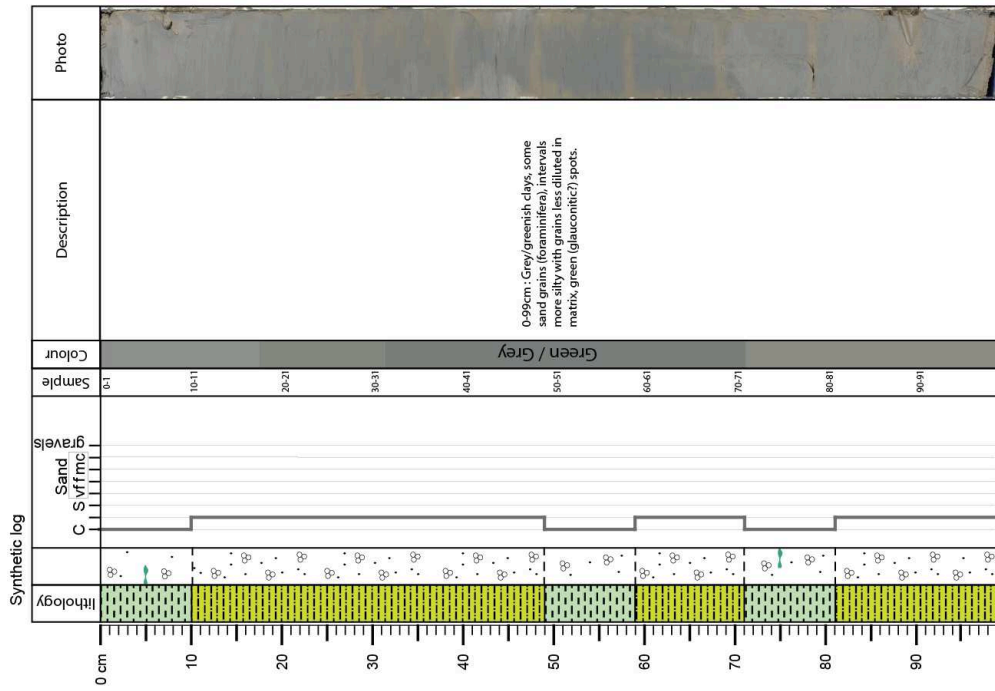 Synthetic log
lithology
C S vf f m c
Sand
gravels
Sample
Colour
Description
Photo
0 cm
10
20
30
40
50
60
70
80
90
0-1
10-11
20-21
30-31
40-41
50-51
60-61
70-71
80-81
90-91
Green / Grey
0-99cm : Grey/greenish clays, some
sand grains (foraminifera), intervals
more silty with grains less diluted in
matrix, green (glauconitic?) spots.